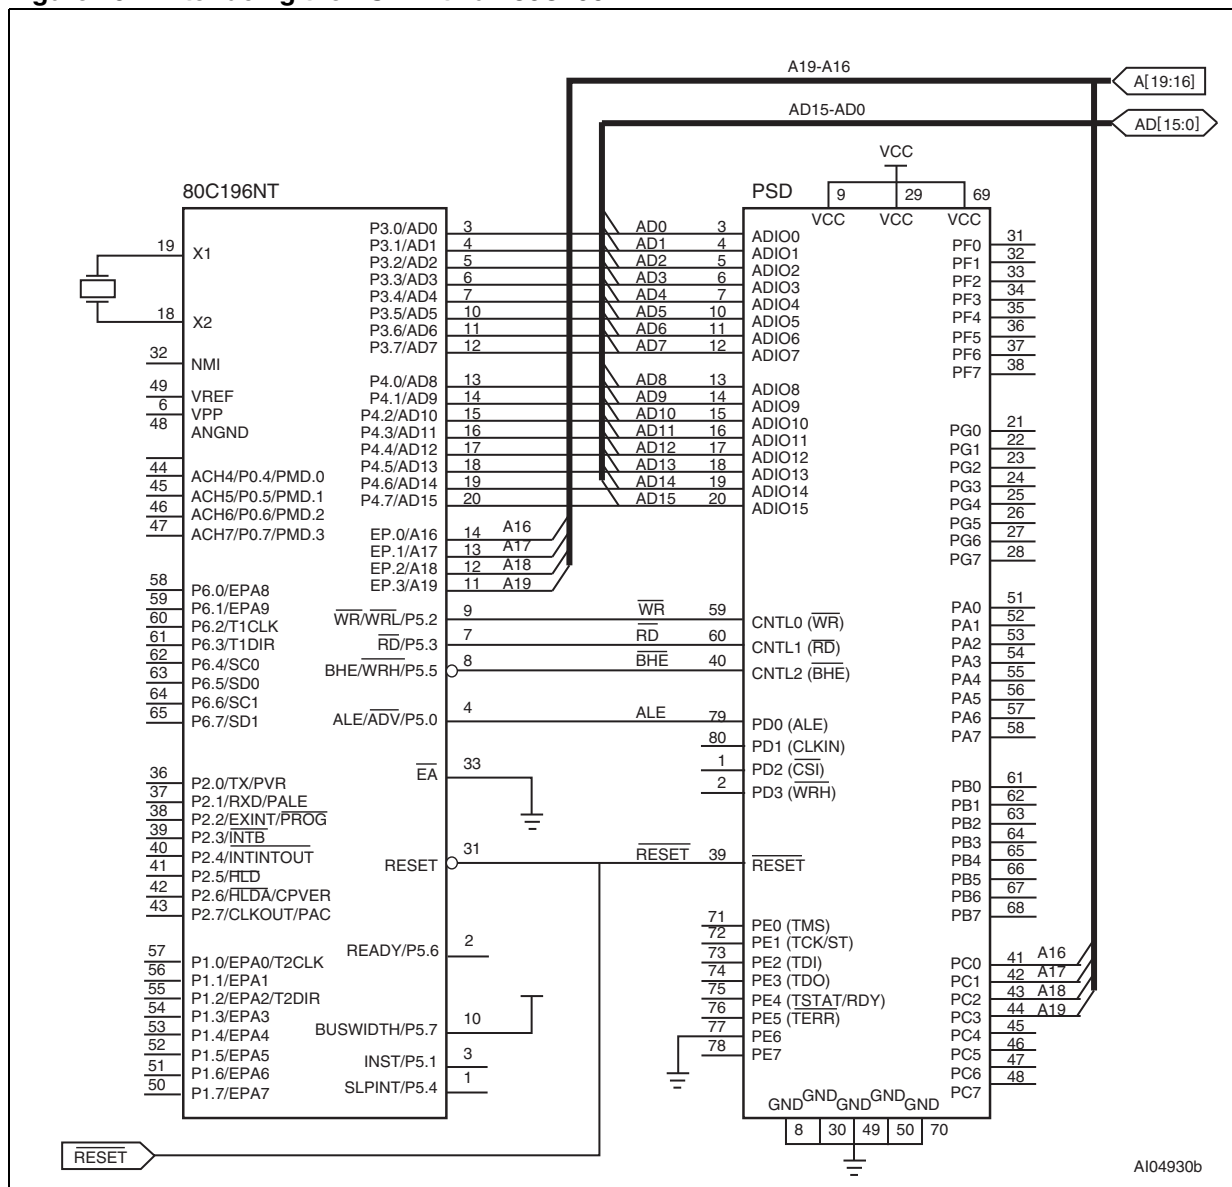 A19-A16
A[19:16]
AD15-AD0
AD[15:0]
VCC
80C196NT
PSD
9 29 69
VCC VCC VCC
19 X1
18 X2
32 NMI
49 VREF
6 VPP
48 ANGND
44 ACH4/P0.4/PMD.0
45 ACH5/P0.5/PMD.1
46 ACH6/P0.6/PMD.2
47 ACH7/P0.7/PMD.3
58 P6.0/EPA8
59 P6.1/EPA9
60 P6.2/T1CLK
61 P6.3/T1DIR
62 P6.4/SC0
63 P6.5/SD0
64 P6.6/SC1
65 P6.7/SD1
36 P2.0/TX/PVR
37 P2.1/RXD/PALE
38 P2.2/EXINT/PROG
39 P2.3/INTB
40 P2.4/INTINTOUT
41 P2.5/HLD
42 P2.6/HLDA/CPVER
43 P2.7/CLKOUT/PAC
57 P1.0/EPA0/T2CLK
56 P1.1/EPA1
55 P1.2/EPA2/T2DIR
54 P1.3/EPA3
53 P1.4/EPA4
52 P1.5/EPA5
51 P1.6/EPA6
50 P1.7/EPA7
P3.0/AD0 3 AD0 3 ADIO0
P3.1/AD1 4 AD1 4 ADIO1
P3.2/AD2 5 AD2 5 ADIO2
P3.3/AD3 6 AD3 6 ADIO3
P3.4/AD4 7 AD4 7 ADIO4
P3.5/AD5 10 AD5 10 ADIO5
P3.6/AD6 11 AD6 11 ADIO6
P3.7/AD7 12 AD7 12 ADIO7
P4.0/AD8 13 AD8 13 ADIO8
P4.1/AD9 14 AD9 14 ADIO9
P4.2/AD10 15 AD10 15 ADIO10
P4.3/AD11 16 AD11 16 ADIO11
P4.4/AD12 17 AD12 17 ADIO12
P4.5/AD13 18 AD13 18 ADIO13
P4.6/AD14 19 AD14 19 ADIO14
P4.7/AD15 20 AD15 20 ADIO15
EP.0/A16 14 A16
EP.1/A17 13 A17
EP.2/A18 12 A18
EP.3/A19 11 A19
WR/WRL/P5.2 9 WR 59 CNTL0 (WR)
RD/P5.3 7 RD 60 CNTL1 (RD)
BHE/WRH/P5.5 8 BHE 40 CNTL2 (BHE)
ALE/ADV/P5.0 4 ALE 79 PD0 (ALE)
80 PD1 (CLKIN)
1 PD2 (CSI)
2 PD3 (WRH)
EA 33
RESET 31 RESET 39 RESET
READY/P5.6 2
BUSWIDTH/P5.7 10
INST/P5.1 3
SLPINT/P5.4 1
71 PE0 (TMS)
72 PE1 (TCK/ST)
73 PE2 (TDI)
74 PE3 (TDO)
75 PE4 (TSTAT/RDY)
76 PE5 (TERR)
77 PE6
78 PE7
PF0 31
PF1 32
PF2 33
PF3 34
PF4 35
PF5 36
PF6 37
PF7 38
PG0 21
PG1 22
PG2 23
PG3 24
PG4 25
PG5 26
PG6 27
PG7 28
PA0 51
PA1 52
PA2 53
PA3 54
PA4 55
PA5 56
PA6 57
PA7 58
PB0 61
PB1 62
PB2 63
PB3 64
PB4 65
PB5 66
PB6 67
PB7 68
PC0 41 A16
PC1 42 A17
PC2 43 A18
PC3 44 A19
PC4 45
PC5 46
PC6 47
PC7 48
GND GND GND GND GND
8 30 49 50 70
RESET
AI04930b